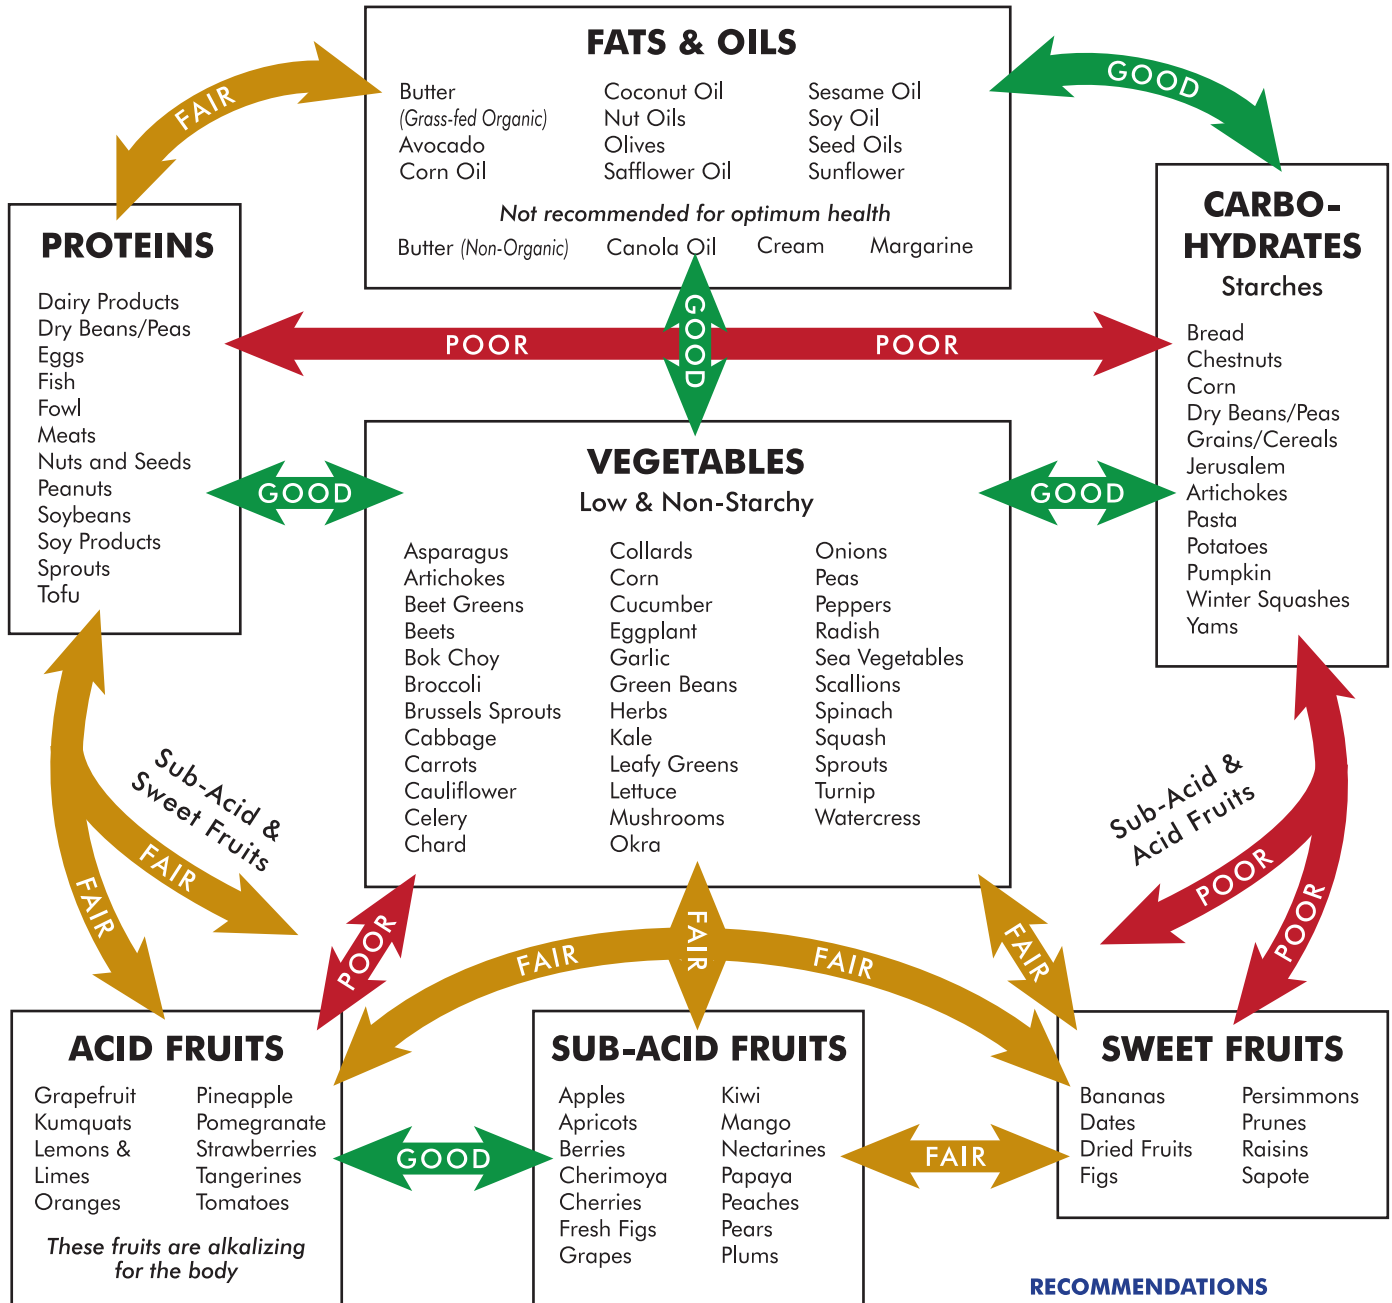 FATS & OILS
Butter
(Grass-fed Organic)
Avocado
Corn Oil
Coconut Oil
Nut Oils
Olives
Safflower Oil
Sesame Oil
Soy Oil
Seed Oils
Sunflower
Not recommended for optimum health
Butter (Non-Organic) Canola Oil Cream Margarine
FAIR
GOOD
PROTEINS
Dairy Products
Dry Beans/Peas
Eggs
Fish
Fowl
Meats
Nuts and Seeds
Peanuts
Soybeans
Soy Products
Sprouts
Tofu
CARBO-
HYDRATES
Starches
Bread
Chestnuts
Corn
Dry Beans/Peas
Grains/Cereals
Jerusalem
Artichokes
Pasta
Potatoes
Pumpkin
Winter Squashes
Yams
POOR
GOOD
POOR
GOOD
GOOD
VEGETABLES
Low & Non-Starchy
Asparagus
Artichokes
Beet Greens
Beets
Bok Choy
Broccoli
Brussels Sprouts
Cabbage
Carrots
Cauliflower
Celery
Chard
Collards
Corn
Cucumber
Eggplant
Garlic
Green Beans
Herbs
Kale
Leafy Greens
Lettuce
Mushrooms
Okra
Onions
Peas
Peppers
Radish
Sea Vegetables
Scallions
Spinach
Squash
Sprouts
Turnip
Watercress
Sub-Acid &
Sweet Fruits
FAIR
FAIR
Sub-Acid &
Acid Fruits
POOR
POOR
POOR
FAIR
FAIR
FAIR
FAIR
ACID FRUITS
Grapefruit
Kumquats
Lemons &
Limes
Oranges
Pineapple
Pomegranate
Strawberries
Tangerines
Tomatoes
These fruits are alkalizing
for the body
GOOD
SUB-ACID FRUITS
Apples
Apricots
Berries
Cherimoya
Cherries
Fresh Figs
Grapes
Kiwi
Mango
Nectarines
Papaya
Peaches
Pears
Plums
FAIR
SWEET FRUITS
Bananas
Dates
Dried Fruits
Figs
Persimmons
Prunes
Raisins
Sapote
RECOMMENDATIONS